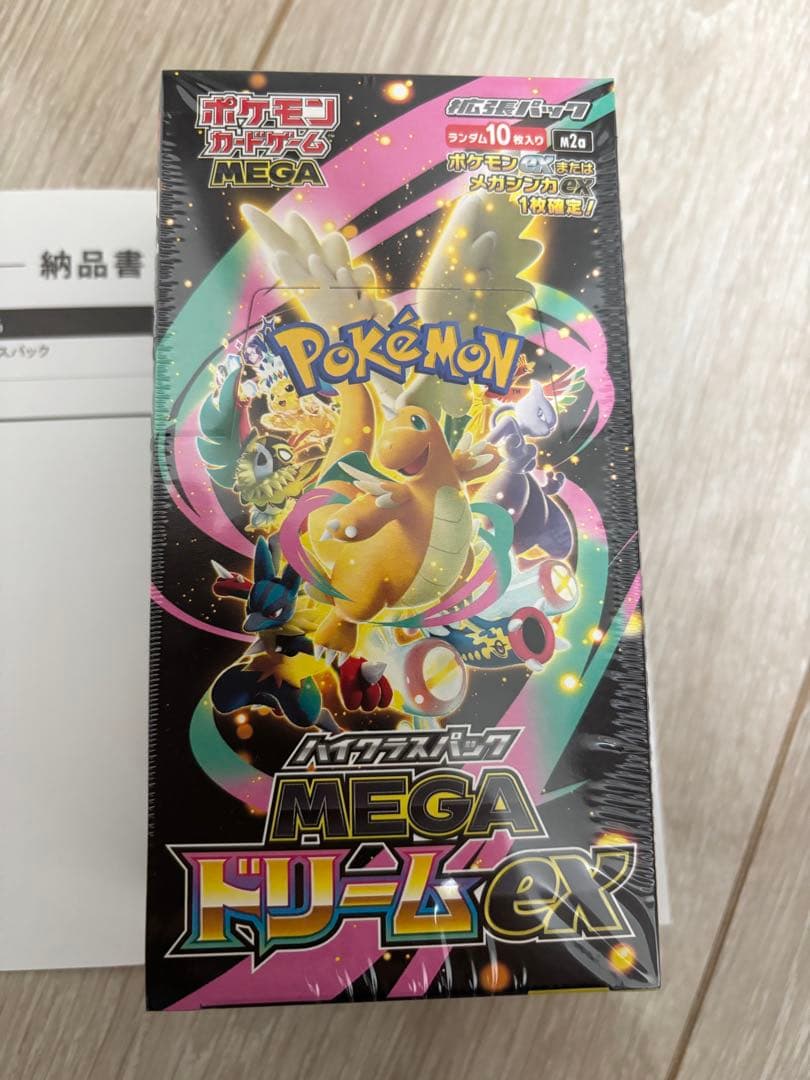 ポケモン
カードゲーム
MEGA
拡張パック
ランダム10枚入り
M2a
ポケモンexまたは
メガシンカex
1枚確定！
納品書
スパック
POKéMON
TM
ハイクラスパック
MEGA
ドリームex